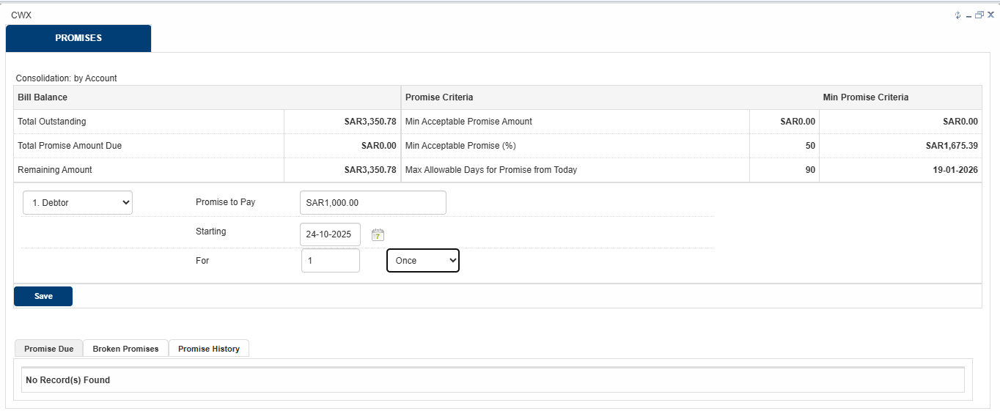 CWX
PROMISES
Consolidation: by Account
Bill Balance Promise Criteria Min Promise Criteria
Total Outstanding SAR3,350.78 Min Acceptable Promise Amount SAR0.00 SAR0.00
Total Promise Amount Due SAR0.00 Min Acceptable Promise (%) 50 SAR1,675.39
Remaining Amount SAR3,350.78 Max Allowable Days for Promise from Today 90 19-01-2026
1. Debtor Promise to Pay SAR1,000.00
Starting 24-10-2025 7
For 1 Once
Save
Promise Due Broken Promises Promise History
No Record(s) Found